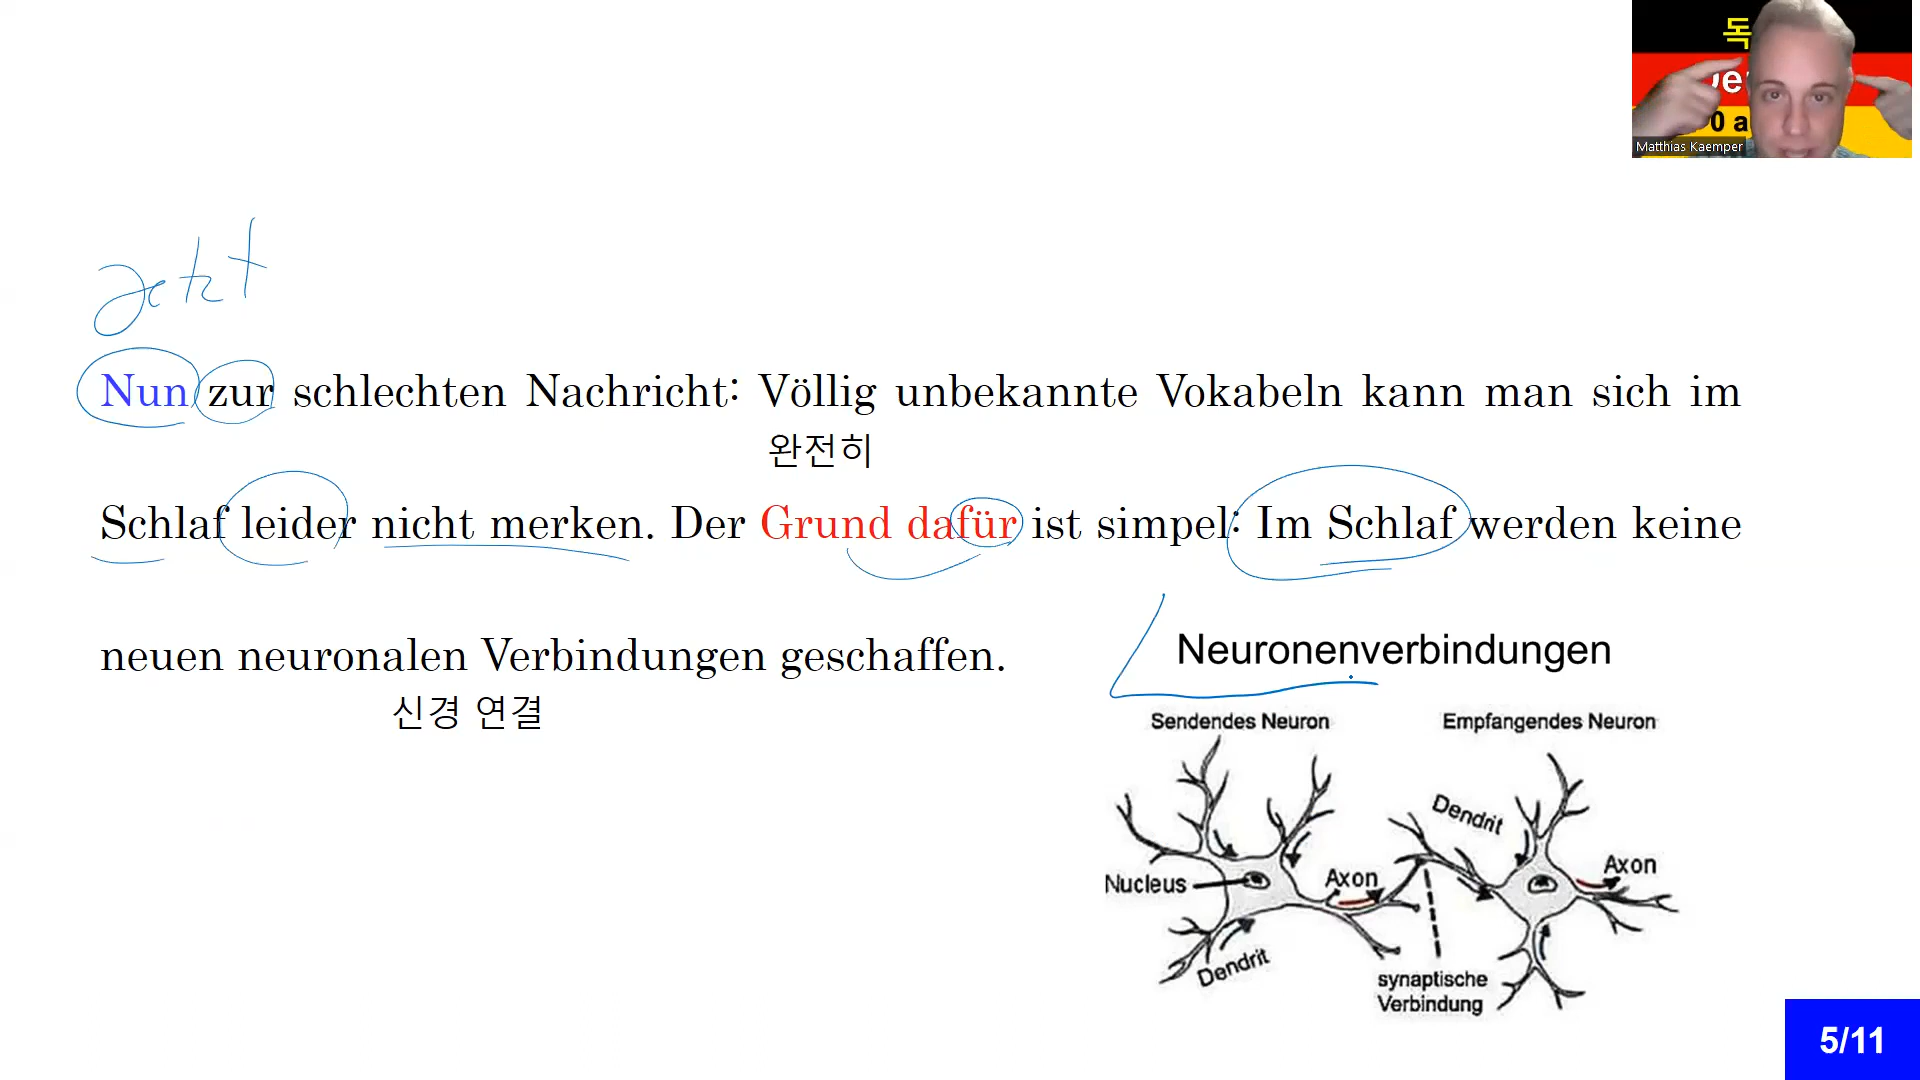 독
Matthias Kaemper
jetzt
Nun zur schlechten Nachricht: Völlig unbekannte Vokabeln kann man sich im
완전히
Schlaf leider nicht merken. Der Grund dafür ist simpel: Im Schlaf werden keine
neuen neuronalen Verbindungen geschaffen.
신경 연결
Neuronenverbindungen
Sendendes Neuron Empfangendes Neuron
Dendrit
Axon
Nucleus Axon
Dendrit
synaptische
Verbindung
5/11